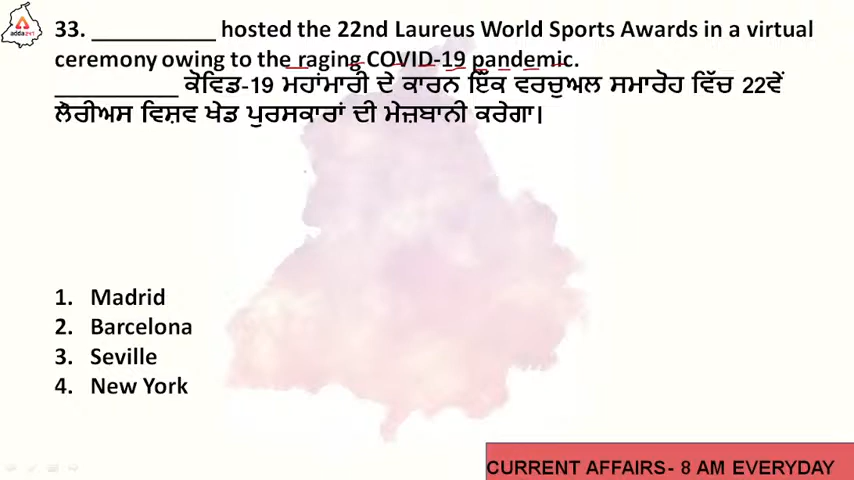 adda247
33. __________ hosted the 22nd Laureus World Sports Awards in a virtual
ceremony owing to the raging COVID-19 pandemic.
__________ ਕੋਵਿਡ-19 ਮਹਾਂਮਾਰੀ ਦੇ ਕਾਰਨ ਇੱਕ ਵਰਚੁਅਲ ਸਮਾਰੋਹ ਵਿੱਚ 22ਵੇਂ
ਲੋਰੀਅਸ ਵਿਸ਼ਵ ਖੇਡ ਪੁਰਸਕਾਰਾਂ ਦੀ ਮੇਜ਼ਬਾਨੀ ਕਰੇਗਾ।
1. Madrid
2. Barcelona
3. Seville
4. New York
CURRENT AFFAIRS- 8 AM EVERYDAY